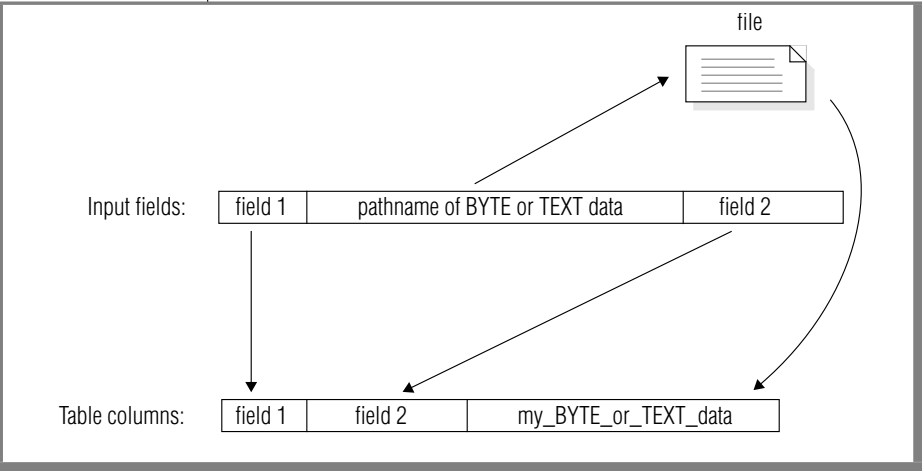 file
Input fields: field 1 pathname of BYTE or TEXT data field 2
Table columns: field 1 field 2 my_BYTE_or_TEXT_data